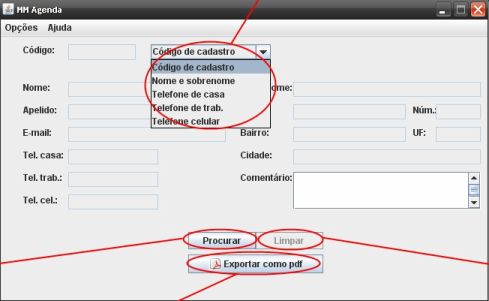 MM Agenda
Opções Ajuda
Código: Código de cadastro
Código de cadastro
Nome e sobrenome
Telefone de casa
Telefone de trab.
Telefone celular
Nome: ome:
Apelido: Núm.:
E-mail: Bairro: UF:
Tel. casa: Cidade:
Tel. trab.: Comentário:
Tel. cel.:
Procurar Limpar
Exportar como pdf